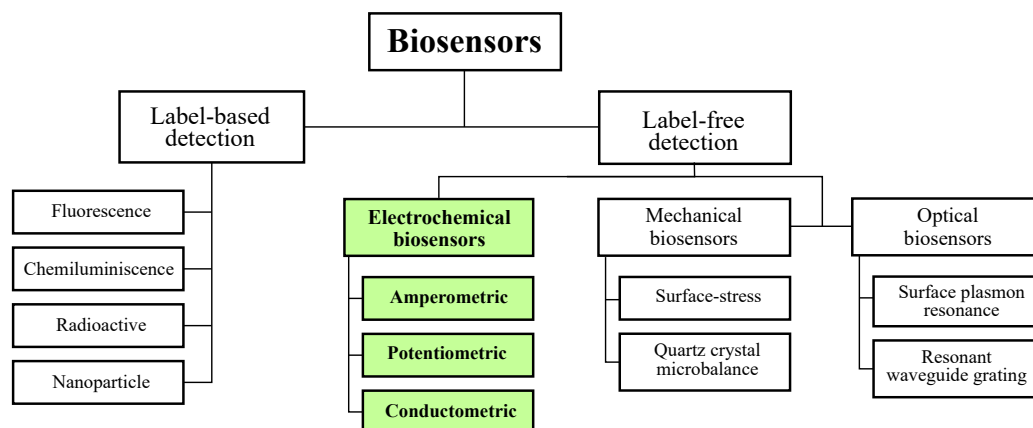 Biosensors
Label-based
detection
Label-free
detection
Fluorescence
Chemiluminiscence
Radioactive
Nanoparticle
Electrochemical
biosensors
Amperometric
Potentiometric
Conductometric
Mechanical
biosensors
Surface-stress
Quartz crystal
microbalance
Optical
biosensors
Surface plasmon
resonance
Resonant
waveguide grating